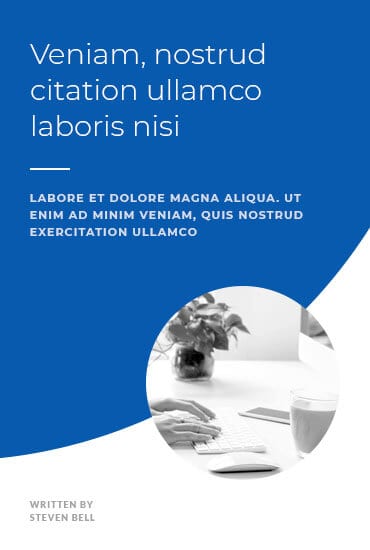 Veniam, nostrud
citation ullamco
laboris nisi
LABORE ET DOLORE MAGNA ALIQUA. UT
ENIM AD MINIM VENIAM, QUIS NOSTRUD
EXERCITATION ULLAMCO
WRITTEN BY
STEVEN BELL